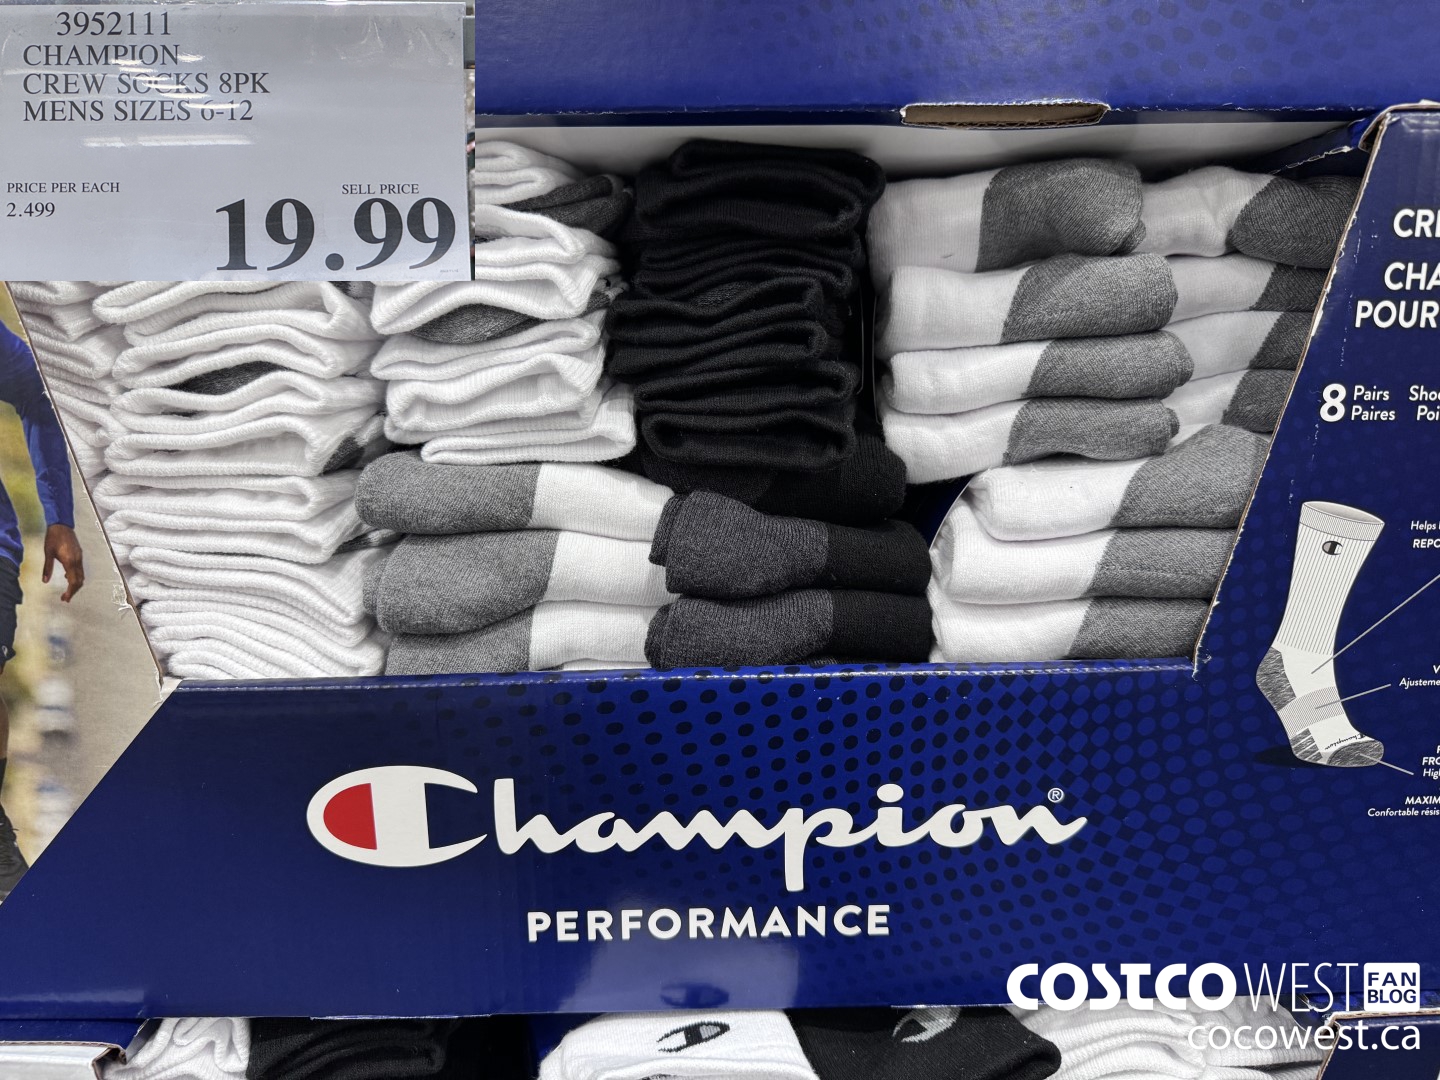 3952111
CHAMPION
CREW SOCKS 8PK
MENS SIZES 6-12
PRICE PER EACH
2.499
SELL PRICE
19.99
8 Pairs
Paires
Helps
Champion®
PERFORMANCE
COSTCO WEST FAN BLOG
cocowest.ca